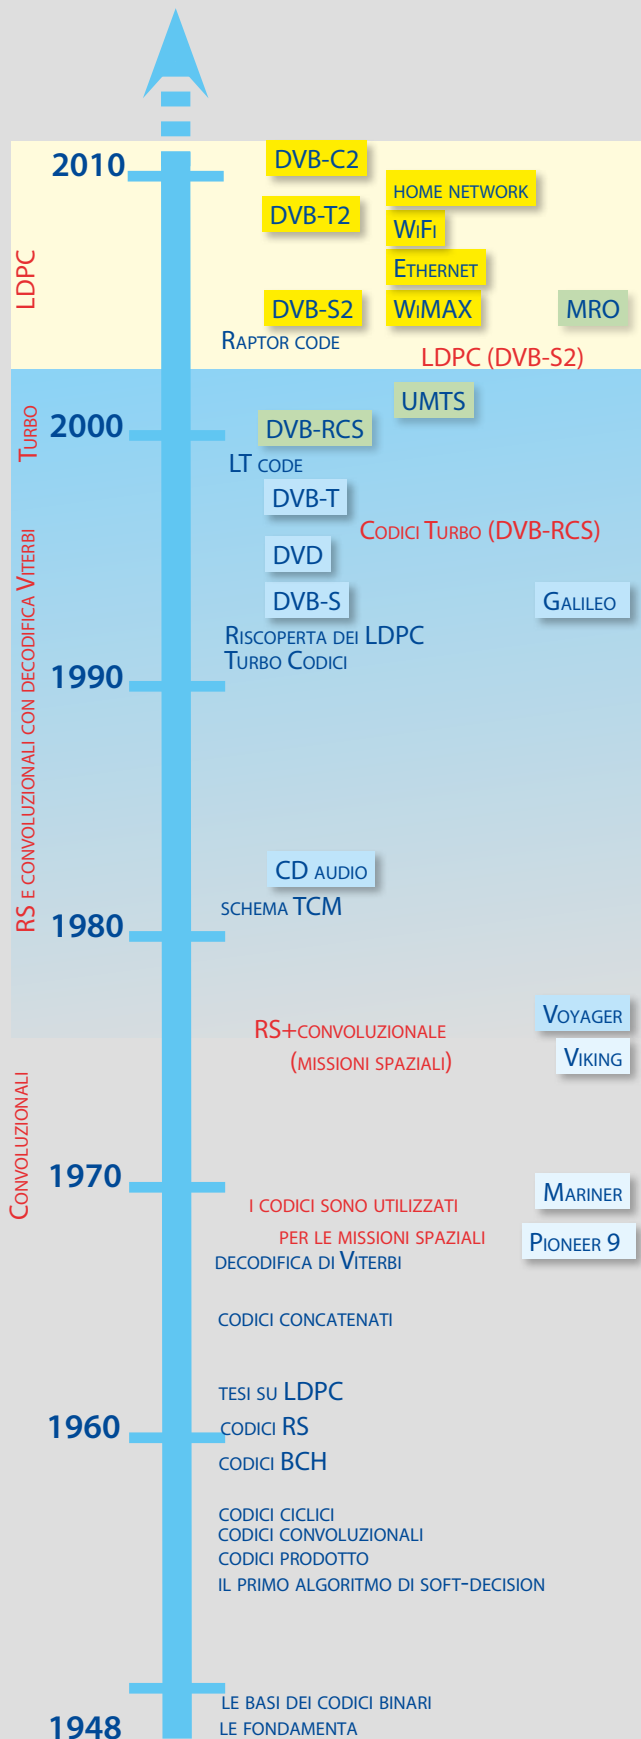 DVB-C2
2010
HOME NETWORK
DVB-T2
WiFi
ETHERNET
LDPC
DVB-S2
WiMAX
MRO
RAPTOR CODE
LDPC (DVB-S2)
UMTS
TURBO
2000
DVB-RCS
LT CODE
DVB-T
CODICI TURBO (DVB-RCS)
DVD
DVB-S
GALILEO
RISCOPERTA DEI LDPC
TURBO CODICI
1990
RS E CONVOLUZIONALI CON DECODIFICA VITERBI
CD AUDIO
SCHEMA TCM
1980
VOYAGER
RS+CONVOLUZIONALE
(MISSIONI SPAZIALI)
VIKING
CONVOLUZIONALI
1970
MARINER
I CODICI SONO UTILIZZATI
PER LE MISSIONI SPAZIALI
PIONEER 9
DECODIFICA DI VITERBI
CODICI CONCATENATI
TESI SU LDPC
1960
CODICI RS
CODICI BCH
CODICI CICLICI
CODICI CONVOLUZIONALI
CODICI PRODOTTO
IL PRIMO ALGORITMO DI SOFT-DECISION
LE BASI DEI CODICI BINARI
1948
LE FONDAMENTA